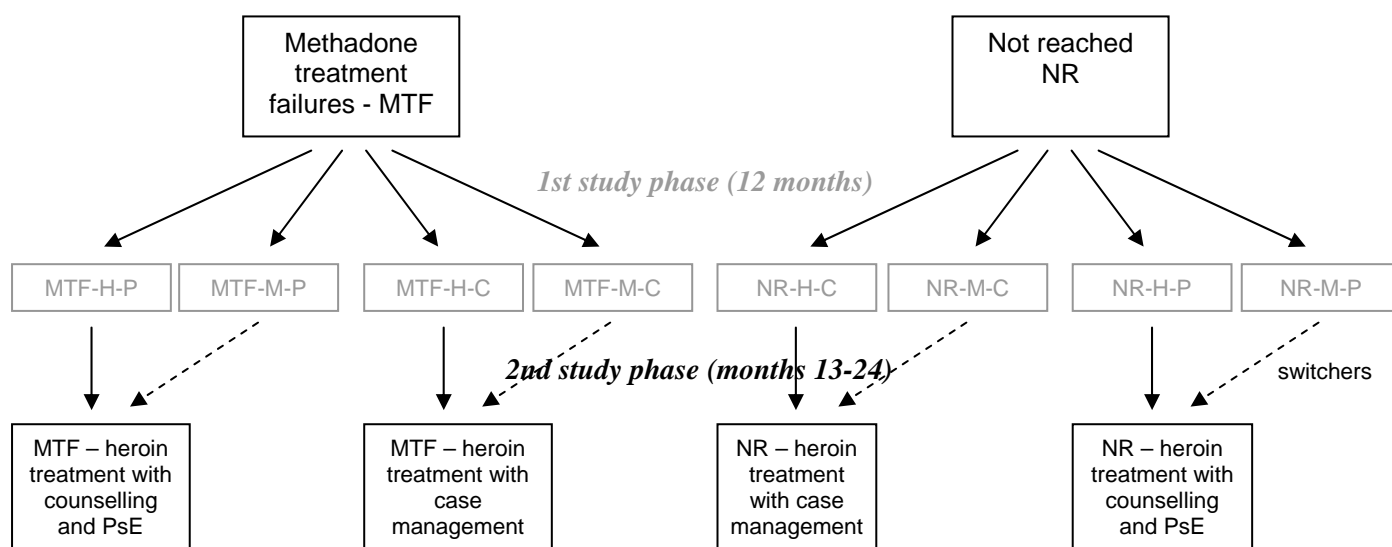 Methadone
treatment
failures - MTF
Not reached
NR
1st study phase (12 months)
MTF-H-P
MTF-M-P
MTF-H-C
MTF-M-C
NR-H-C
NR-M-C
NR-H-P
NR-M-P
2nd study phase (months 13-24)
switchers
MTF – heroin
treatment with
counselling
and PsE
MTF – heroin
treatment with
case
management
NR – heroin
treatment
with case
management
NR – heroin
treatment with
counselling
and PsE